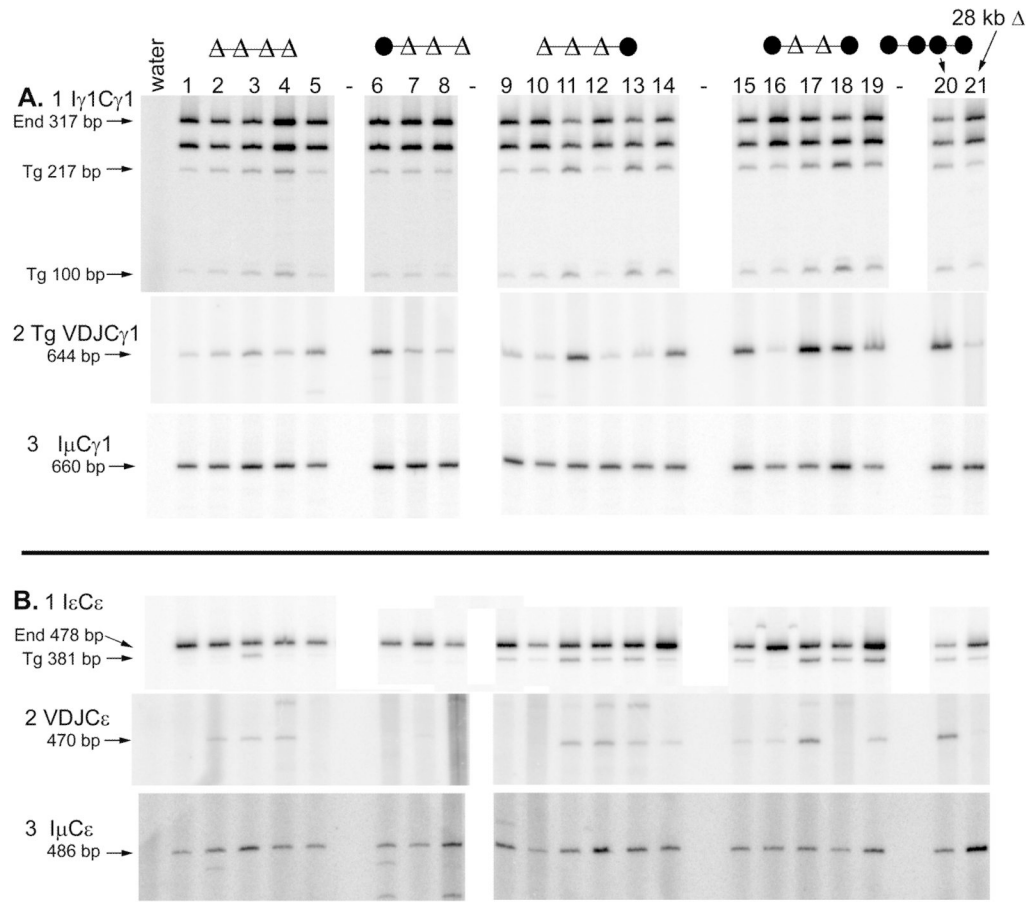 28 kb Δ
water
Δ Δ Δ Δ Δ Δ Δ Δ Δ Δ Δ Δ
1 2 3 4 5 - 6 7 8 - 9 10 11 12 13 14 - 15 16 17 18 19 - 20 21
A. 1 Iγ1Cγ1
End 317 bp
Tg 217 bp
Tg 100 bp
2 Tg VDJCγ1
644 bp
3 IμCγ1
660 bp
B. 1 IεCε
End 478 bp
Tg 381 bp
2 VDJCε
470 bp
3 IμCε
486 bp